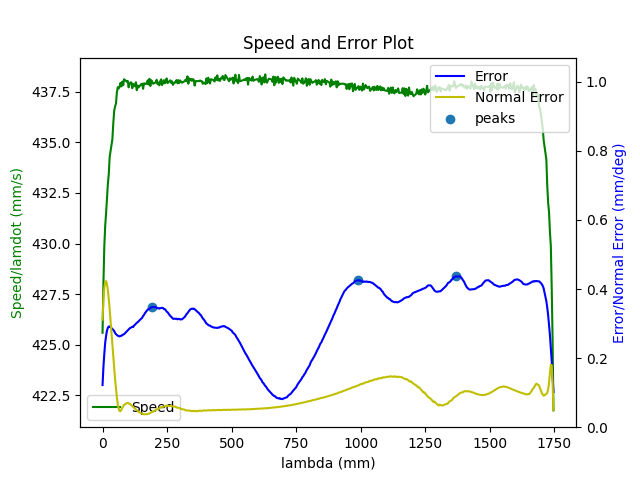 Speed and Error Plot
Error
Normal Error
peaks
Speed
437.5
435.0
432.5
430.0
427.5
425.0
422.5
Speed/lamdot (mm/s)
1.0
0.8
0.6
0.4
0.2
0.0
Error/Normal Error (mm/deg)
0
250
500
750
1000
1250
1500
1750
lambda (mm)